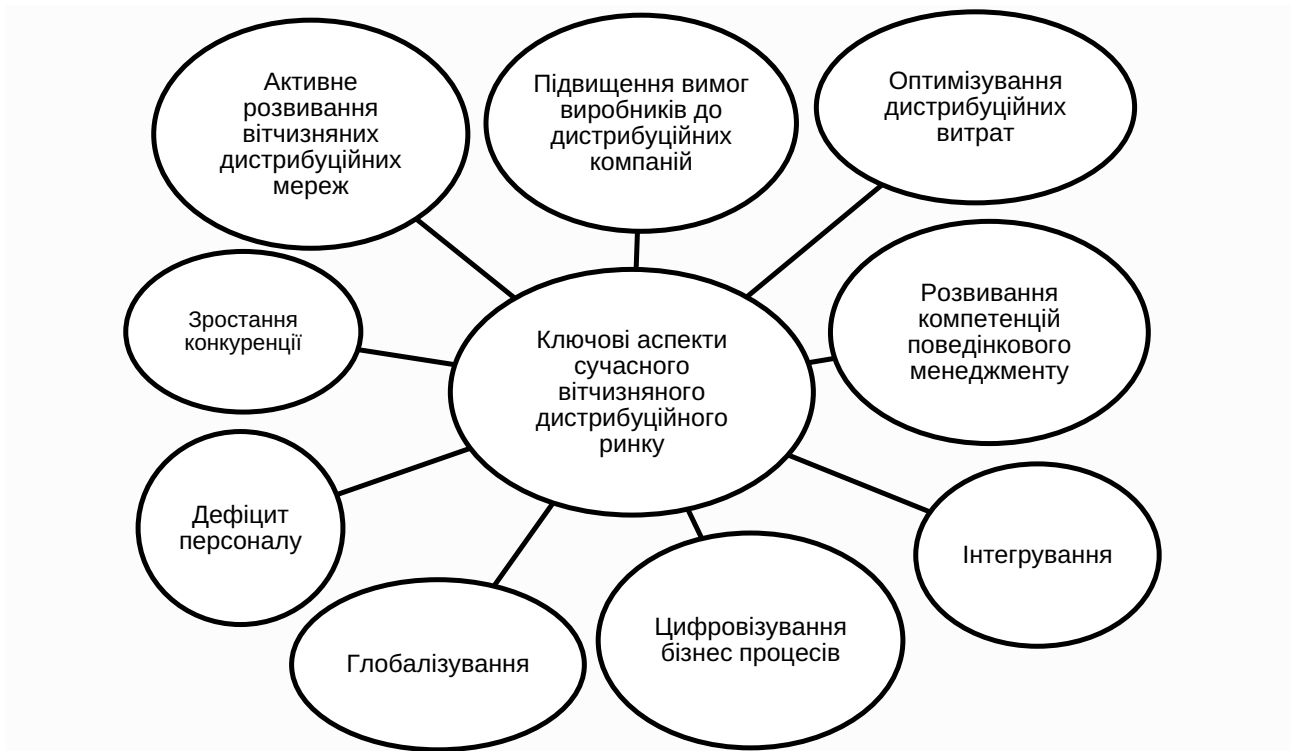 Активне
розвивання
вітчизняних
дистрибуційних
мереж
Підвищення вимог
виробників до
дистрибуційних
компаній
Оптимізування
дистрибуційних
витрат
Зростання
конкуренції
Ключові аспекти
сучасного
вітчизняного
дистрибуційного
ринку
Розвивання
компетенцій
поведінкового
менеджменту
Дефіцит
персоналу
Інтегрування
Глобалізування
Цифровізування
бізнес процесів